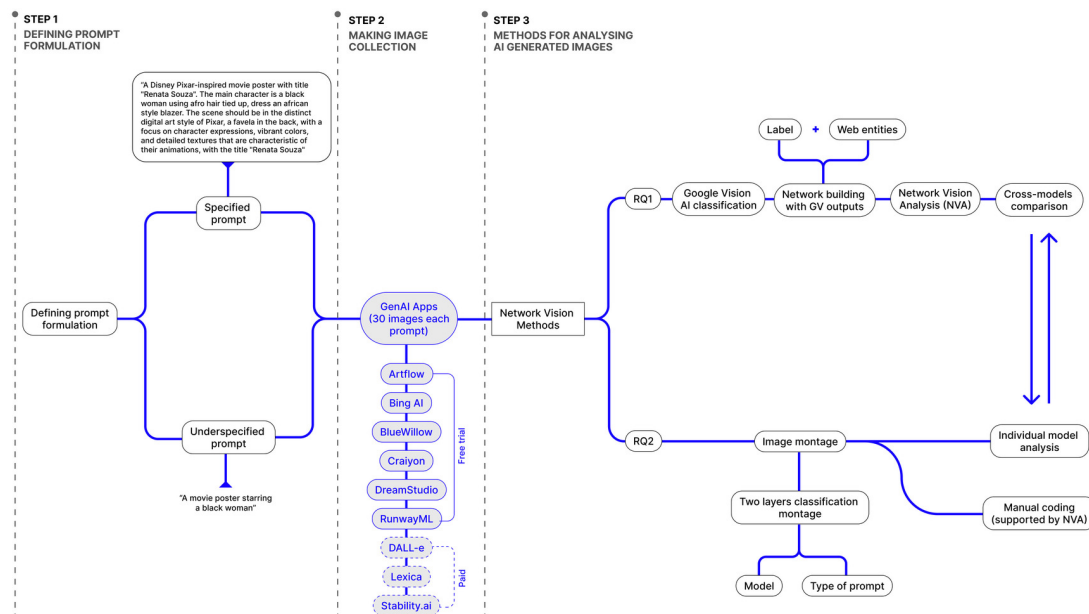 STEP 1
DEFINING PROMPT
FORMULATION
STEP 2
MAKING IMAGE
COLLECTION
STEP 3
METHODS FOR ANALYSING
AI GENERATED IMAGES
"A Disney Pixar-inspired movie poster with title
"Renata Souza". The main character is a black
woman using afro hair tied up, dress an african
style blazer. The scene should be in the distinct
digital art style of Pixar, a favela in the back, with a
focus on character expressions, vibrant colors,
and detailed textures that are characteristic of
their animations, with the title "Renata Souza"
Specified
prompt
Defining prompt
formulation
Underspecified
prompt
"A movie poster starring
a black woman"
GenAI Apps
(30 images each
prompt)
Artflow
Bing AI
BlueWillow
Craiyon
DreamStudio
RunwayML
Free trial
DALL-e
Lexica
Stability.ai
Paid
Network Vision
Methods
Label
+
Web entities
RQ1
Google Vision
AI classification
Network building
with GV outputs
Network Vision
Analysis (NVA)
Cross-models
comparison
RQ2
Image montage
Individual model
analysis
Two layers classification
montage
Manual coding
(supported by NVA)
Model
Type of prompt